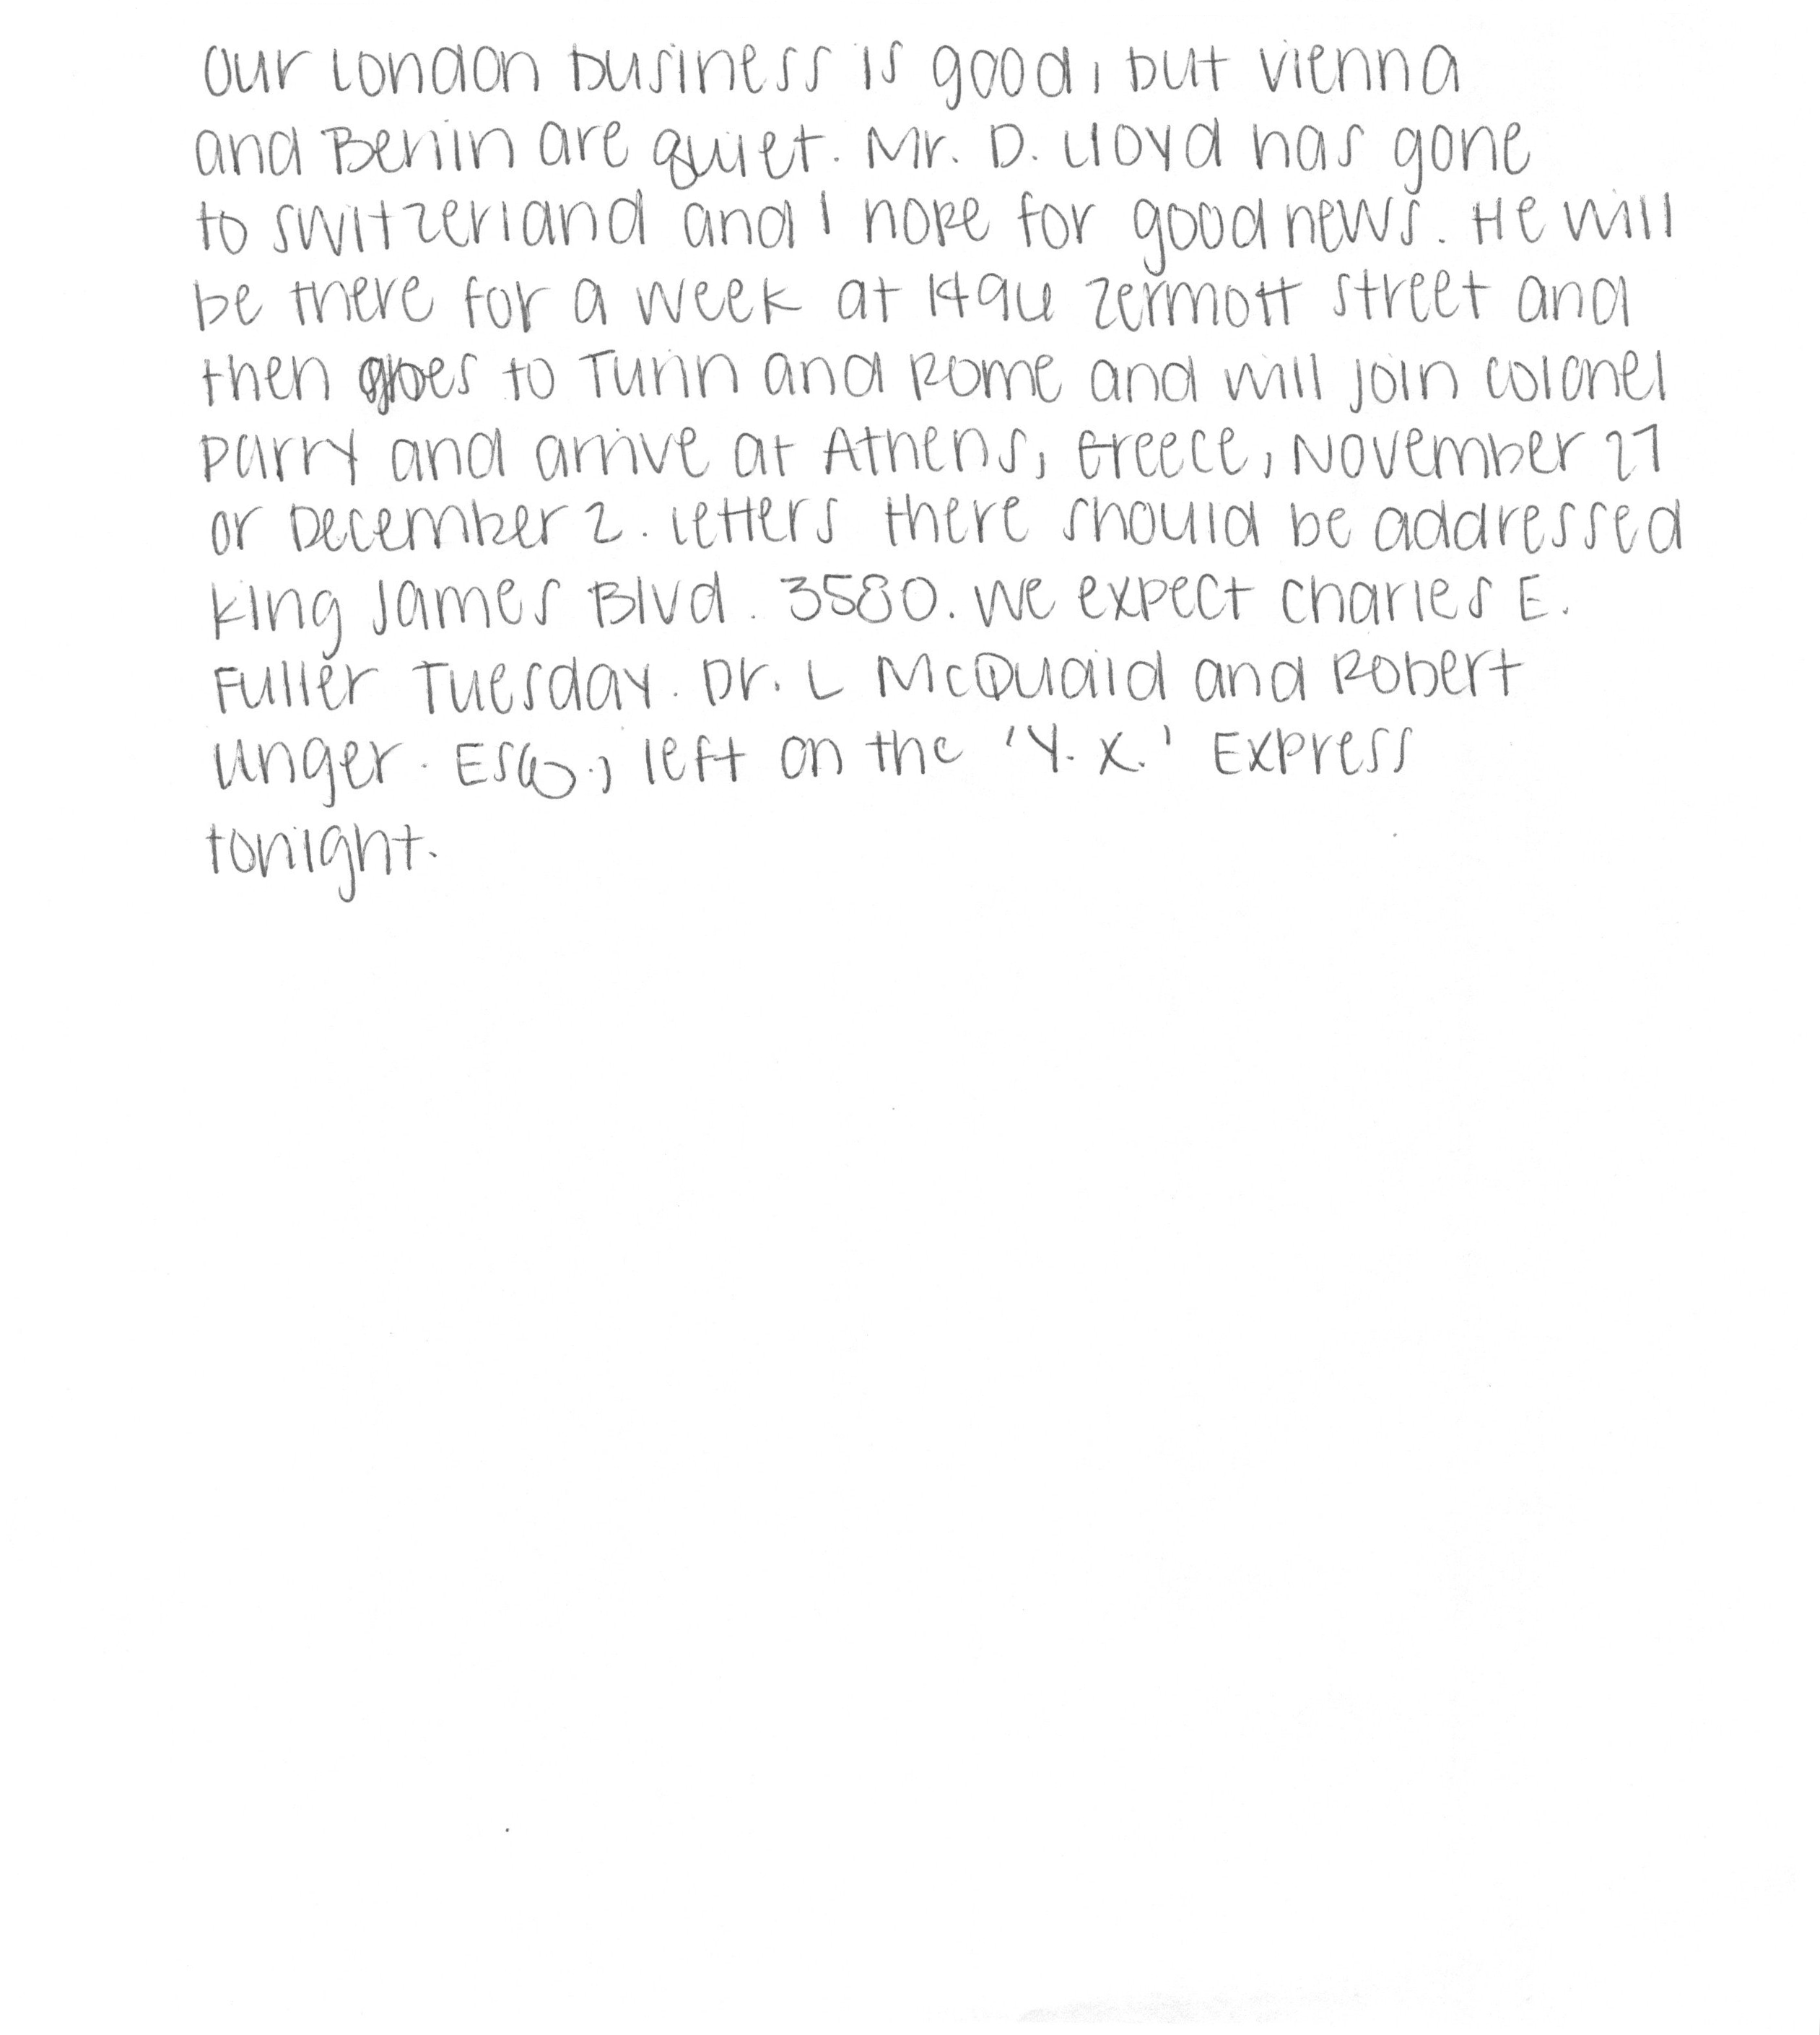 Our London business is good, but Vienna
and Berlin are quiet. Mr. D. Lloyd has gone
to Switzerland and I hope for good news. He will
be there for a week at 1496 Zermott Street and
then goes to Turin and Rome and will join Colonel
Parry and arrive at Athens, Greece, November 27
or December 2. Letters there should be addressed
King James Blvd. 3580. We expect Charles E.
Fuller Tuesday. Dr. L McQuaid and Robert
Unger. Esq., left on the 'Y.X.' Express
tonight.